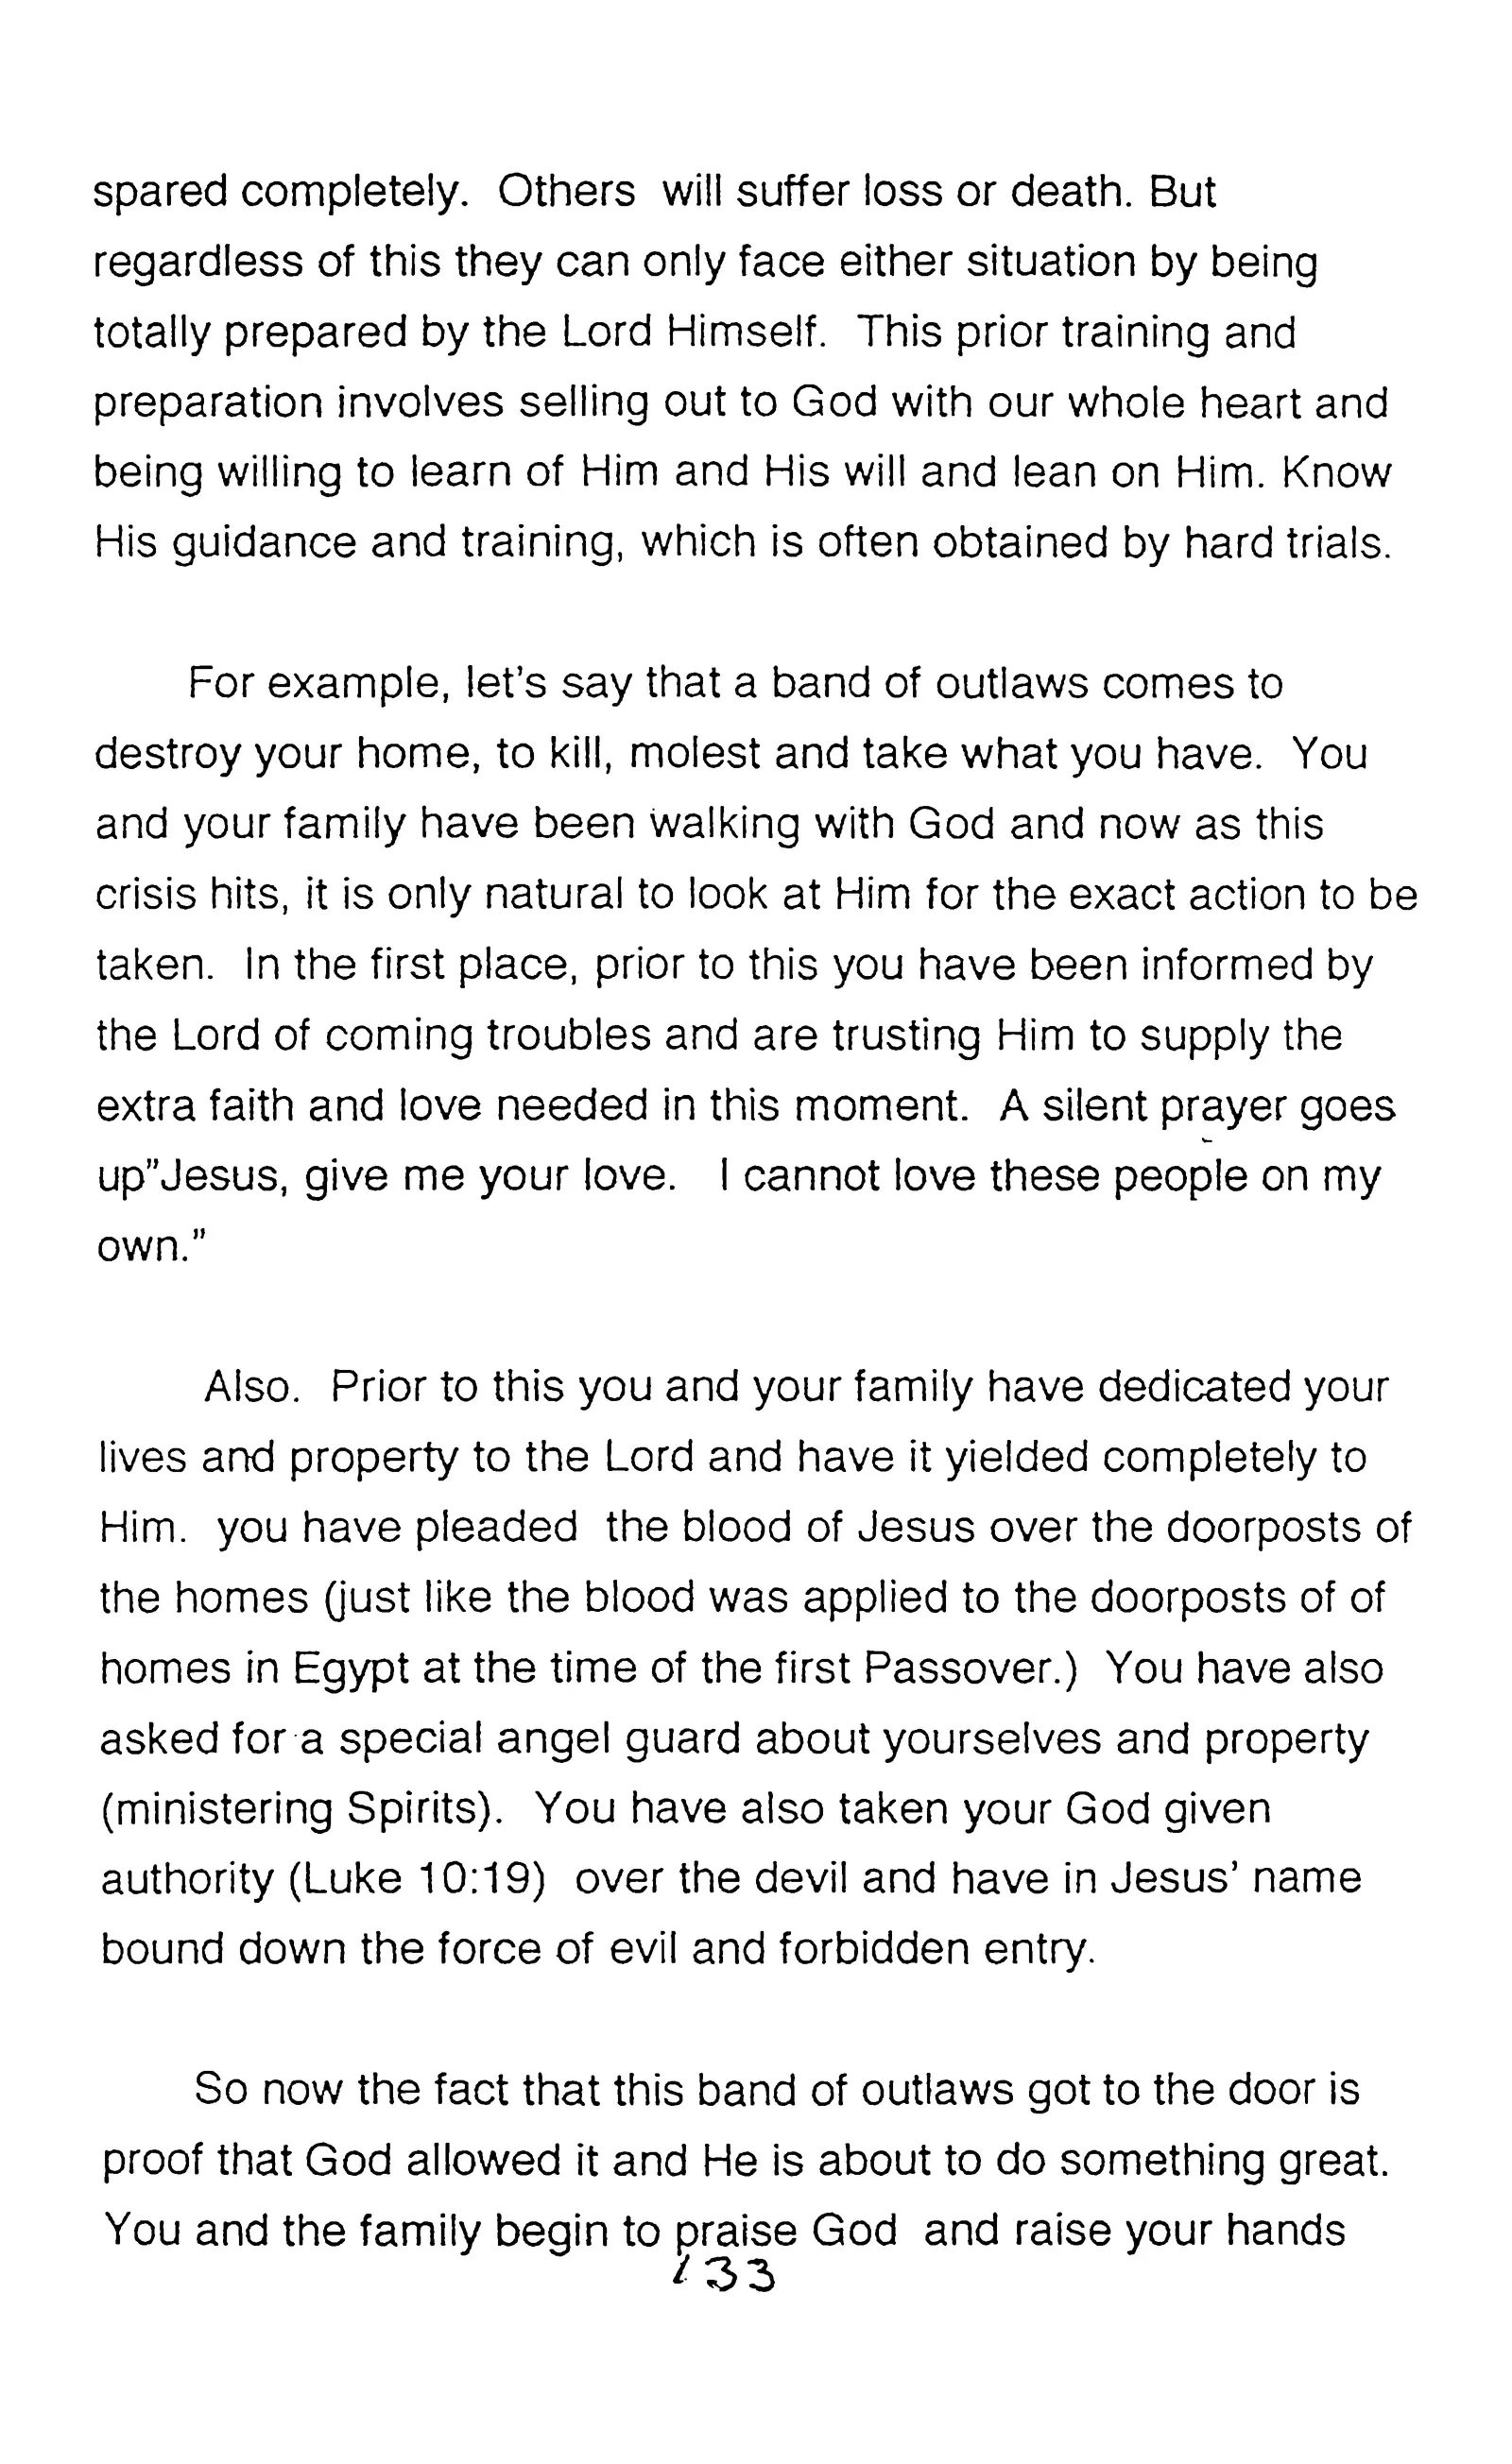 spared completely.  Others  will suffer loss or death. But
regardless of this they can only face either situation by being
totally prepared by the Lord Himself.  This prior training and
preparation involves selling out to God with our whole heart and
being willing to learn of Him and His will and lean on Him. Know
His guidance and training, which is often obtained by hard trials.

For example, let's say that a band of outlaws comes to
destroy your home, to kill, molest and take what you have.  You
and your family have been walking with God and now as this
crisis hits, it is only natural to look at Him for the exact action to be
taken.  In the first place, prior to this you have been informed by
the Lord of coming troubles and are trusting Him to supply the
extra faith and love needed in this moment.  A silent prayer goes
up"Jesus, give me your love.   I cannot love these people on my
own."

Also.  Prior to this you and your family have dedicated your
lives and property to the Lord and have it yielded completely to
Him.  you have pleaded  the blood of Jesus over the doorposts of
the homes (just like the blood was applied to the doorposts of of
homes in Egypt at the time of the first Passover.)  You have also
asked for a special angel guard about yourselves and property
(ministering Spirits).  You have also taken your God given
authority (Luke 10:19)  over the devil and have in Jesus' name
bound down the force of evil and forbidden entry.

So now the fact that this band of outlaws got to the door is
proof that God allowed it and He is about to do something great.
You and the family begin to praise God  and raise your hands
133